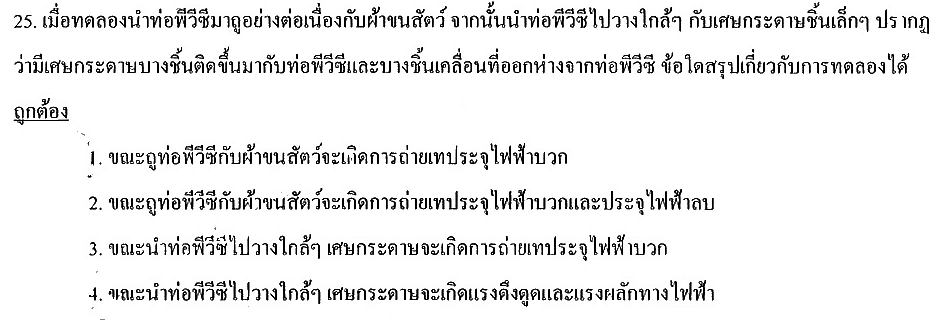 25. เมื่อทดลองนำท่อพีวีซีมาถูอย่างต่อเนื่องกับผ้าขนสัตว์ จากนั้นนำท่อพีวีซีไปวางใกล้ๆ กับเศษกระดาษชิ้นเล็กๆ ปรากฏ
ว่ามีเศษกระดาษบางชิ้นติดขึ้นมากับท่อพีวีซีและบางชิ้นเคลื่อนที่ออกห่างจากท่อพีวีซี ข้อใดสรุปเกี่ยวกับการทดลองได้
ถูกต้อง
1. ขณะถูท่อพีวีซีกับผ้าขนสัตว์จะเกิดการถ่ายเทประจุไฟฟ้าบวก
2. ขณะถูท่อพีวีซีกับผ้าขนสัตว์จะเกิดการถ่ายเทประจุไฟฟ้าบวกและประจุไฟฟ้าลบ
3. ขณะนำท่อพีวีซีไปวางใกล้ๆ เศษกระดาษจะเกิดการถ่ายเทประจุไฟฟ้าบวก
4. ขณะนำท่อพีวีซีไปวางใกล้ๆ เศษกระดาษจะเกิดแรงดึงดูดและแรงผลักทางไฟฟ้า